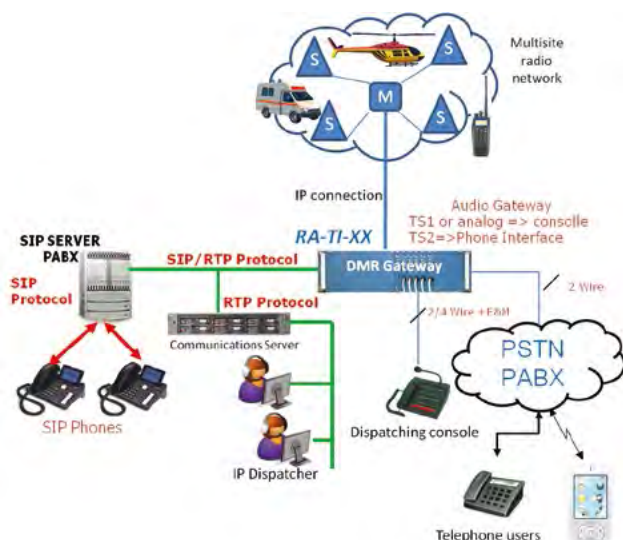 Multisite
radio
network
S
S
M
S
S
IP connection
Audio Gateway
TS1 or analog => consolle
TS2=>Phone Interface
RA-TI-XX
SIP SERVER
PABX
SIP/RTP Protocol
DMR Gateway
SIP
Protocol
RTP Protocol
2 Wire
2/4 Wire +E&M
Communications Server
PSTN
PABX
SIP Phones
Dispatching console
IP Dispatcher
Telephone users